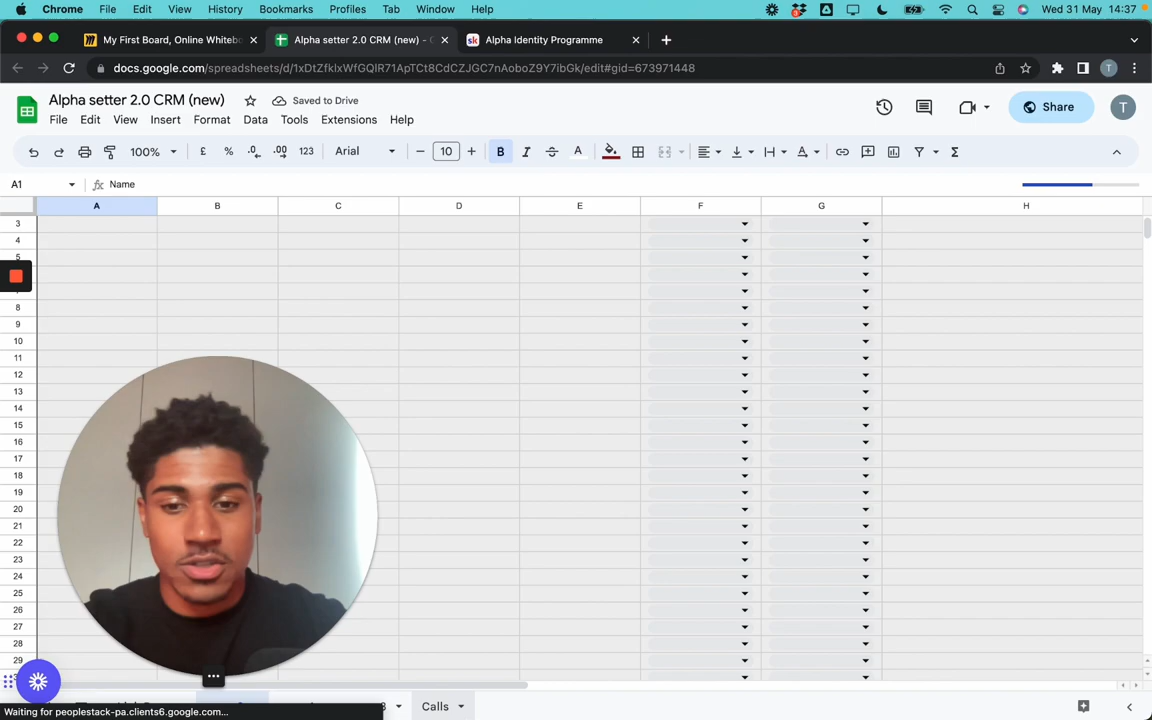 Chrome File Edit View History Bookmarks Profiles Tab Window Help Wed 31 May 14:37
My First Board, Online Whitebo Alpha setter 2.0 CRM (new) - Alpha Identity Programme
docs.google.com/spreadsheets/d/1xDtZfklxWfGQIR71ApTCt8CdCZJGC7nAoboZ9Y7ibGk/edit#gid=673971448
Alpha setter 2.0 CRM (new) Saved to Drive
File Edit View Insert Format Data Tools Extensions Help
Share T
100% £ % .0 .00 123 Arial 10 B I A
A1 fx Name
A B C D E F G H
3
4
5
8
9
10
11
12
13
14
15
16
17
18
19
20
21
22
23
24
25
26
27
28
29
Calls
Waiting for peoplestack-pa.clients6.google.com...